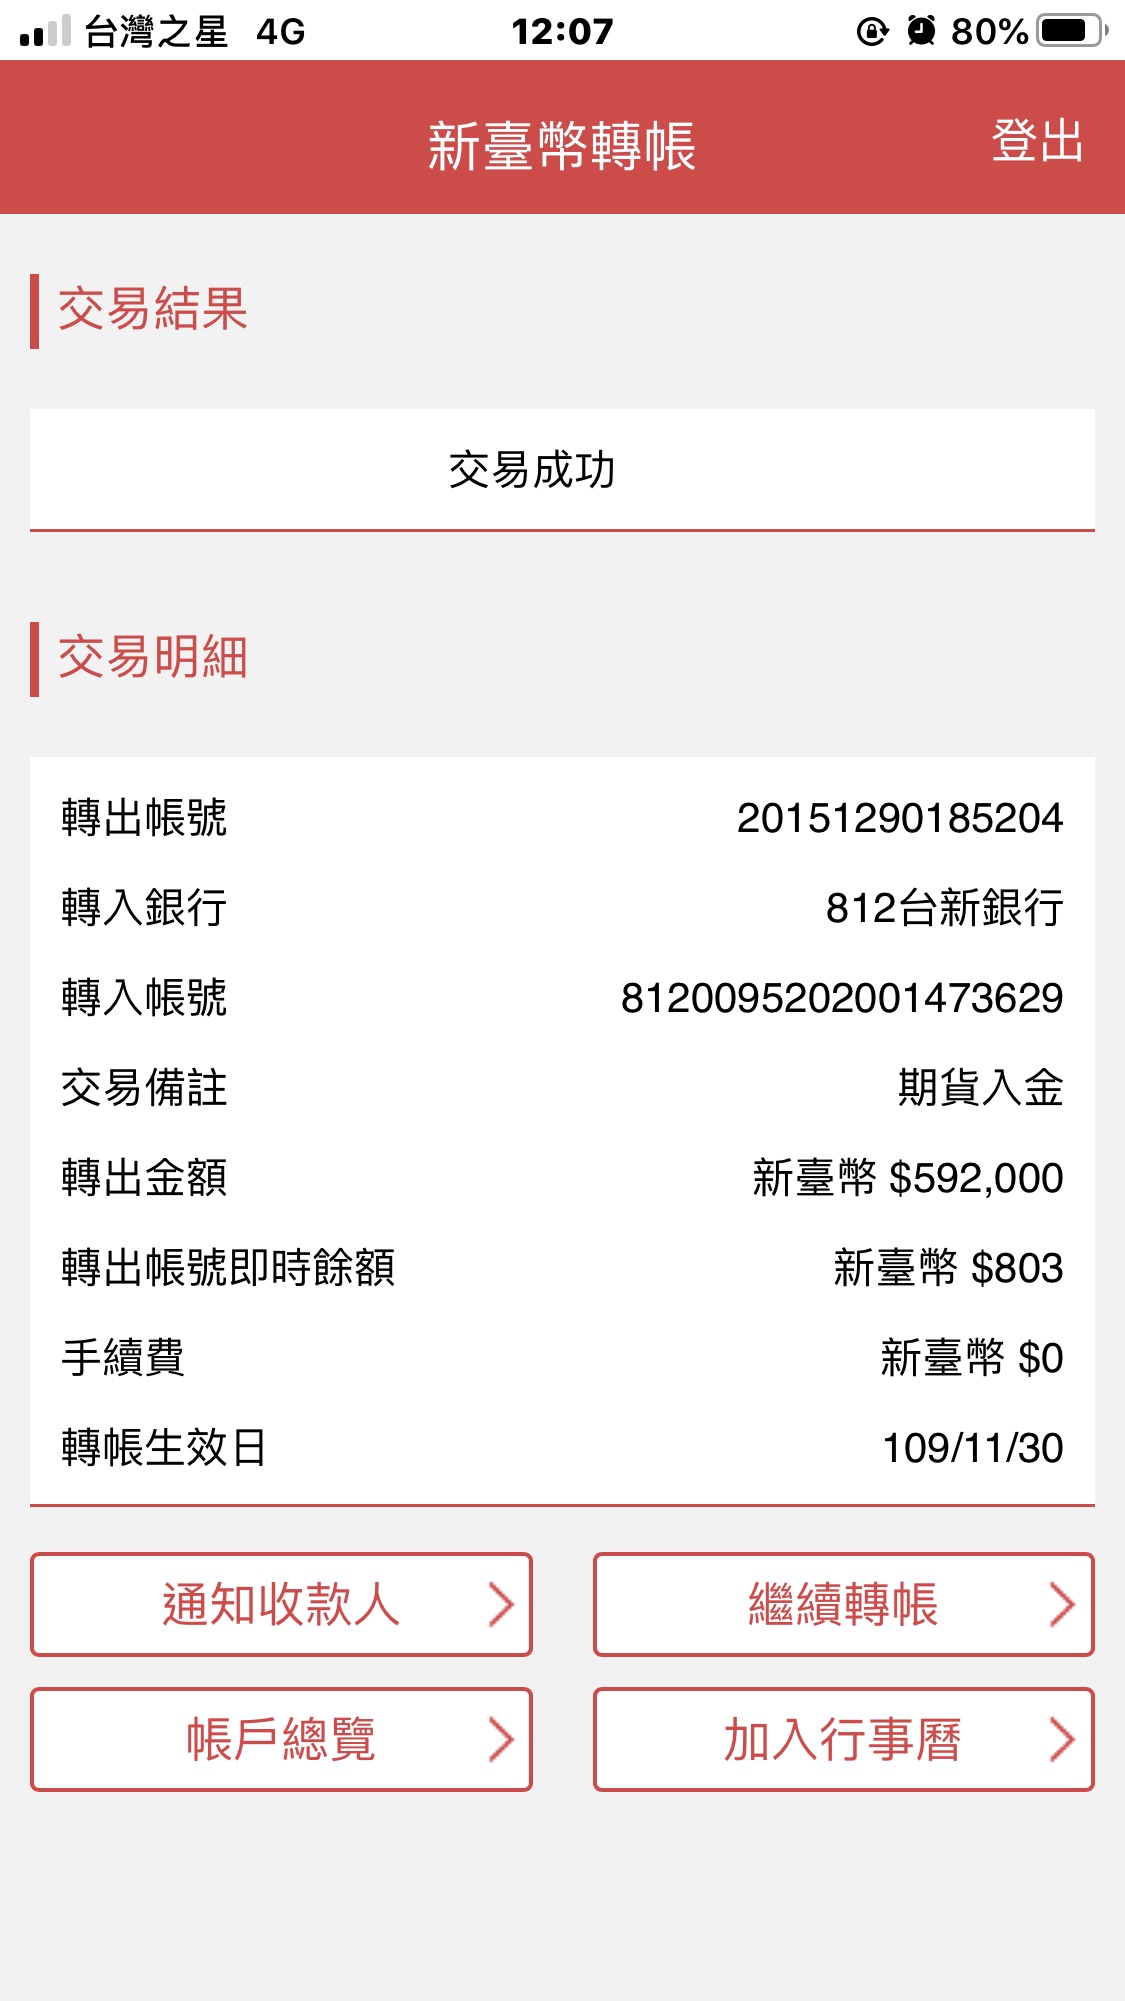 台灣之星 4G 12:07 80%
新臺幣轉帳 登出
交易結果
交易成功
交易明細
轉出帳號 20151290185204
轉入銀行 812台新銀行
轉入帳號 8120095202001473629
交易備註 期貨入金
轉出金額 新臺幣 $592,000
轉出帳號即時餘額 新臺幣 $803
手續費 新臺幣 $0
轉帳生效日 109/11/30
通知收款人 繼續轉帳
帳戶總覽 加入行事曆